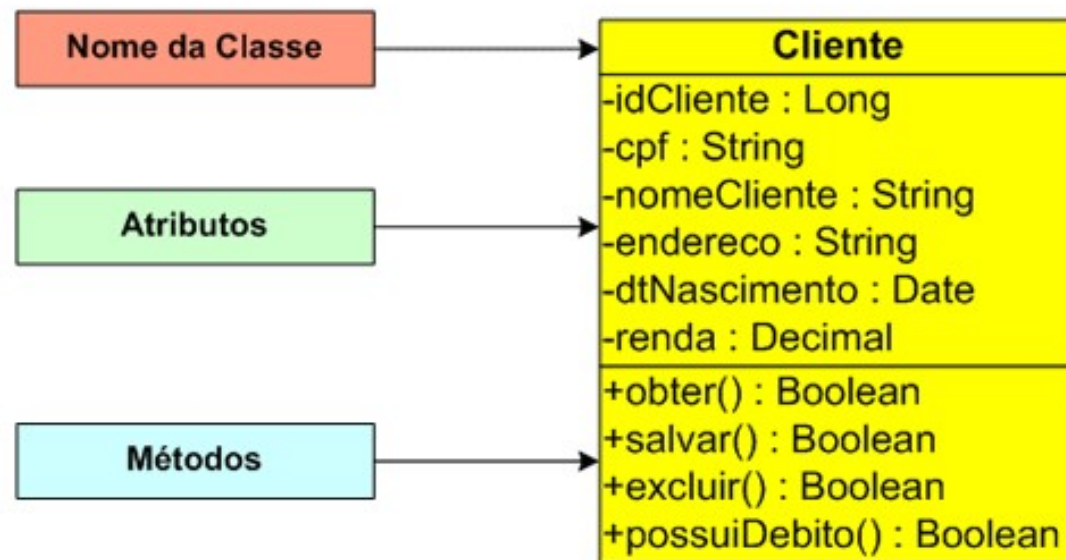 Nome da Classe
Cliente
-idCliente : Long
-cpf : String
-nomeCliente : String
Atributos
-endereco : String
-dtNascimento : Date
-renda : Decimal
+obter() : Boolean
+salvar() : Boolean
Métodos
+excluir() : Boolean
+possuiDebito() : Boolean